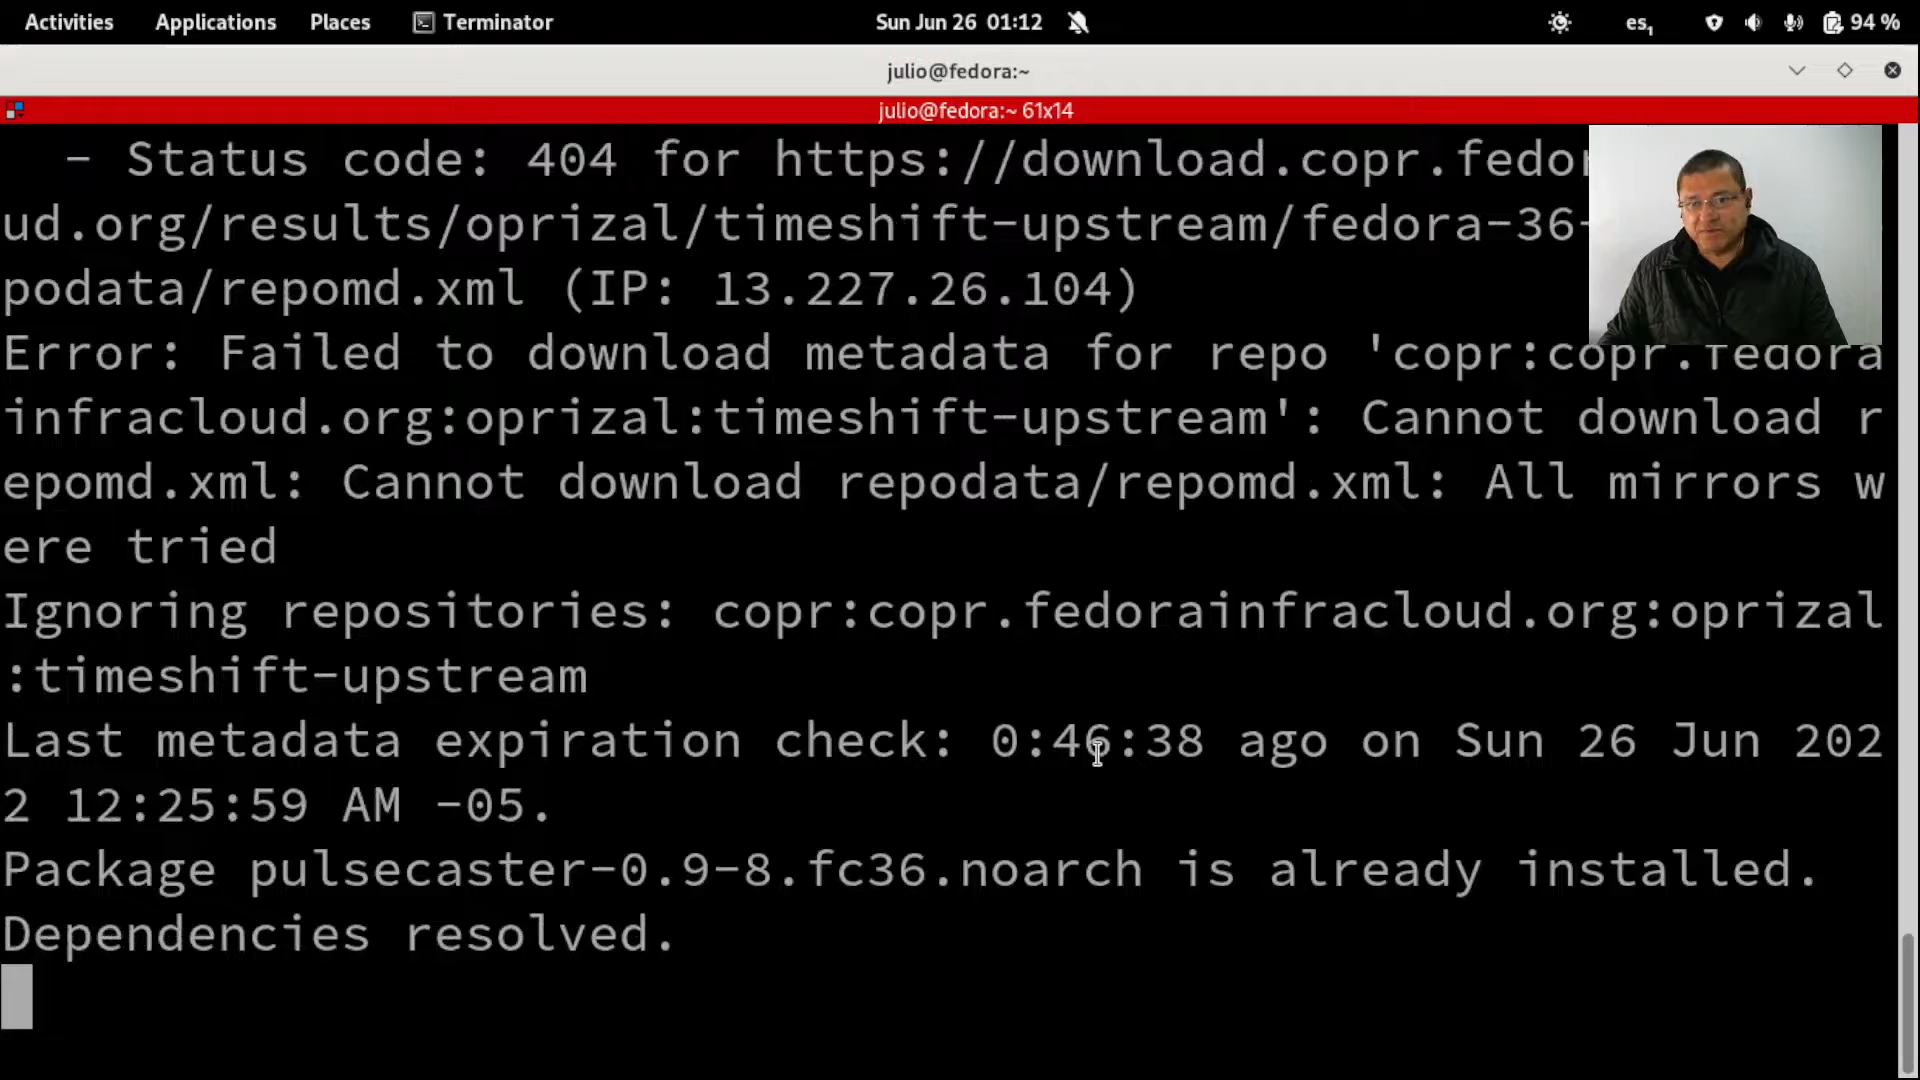 Activities Applications Places Terminator Sun Jun 26 01:12 es1 94 %
julio@fedora:~
julio@fedora:~ 61x14
- Status code: 404 for https://download.copr.fedor
ud.org/results/oprizal/timeshift-upstream/fedora-36-
podata/repomd.xml (IP: 13.227.26.104)
Error: Failed to download metadata for repo 'copr:copr.fedora
infracloud.org:oprizal:timeshift-upstream': Cannot download r
epomd.xml: Cannot download repodata/repomd.xml: All mirrors w
ere tried
Ignoring repositories: copr:copr.fedorainfracloud.org:oprizal
:timeshift-upstream
Last metadata expiration check: 0:46:38 ago on Sun 26 Jun 202
2 12:25:59 AM -05.
Package pulsecaster-0.9-8.fc36.noarch is already installed.
Dependencies resolved.